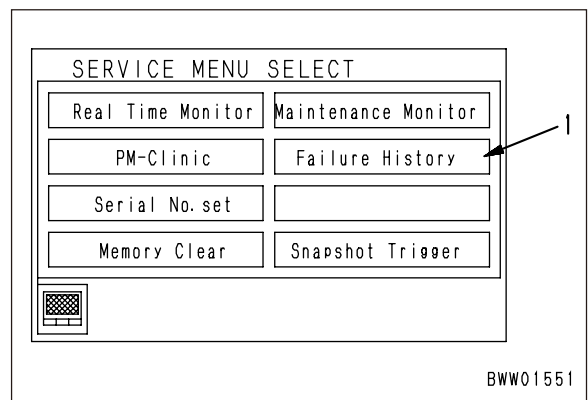 SERVICE MENU SELECT
Real Time Monitor Maintenance Monitor
1
PM-Clinic Failure History
Serial No. set
Memory Clear Snapshot Trigger
BWW01551